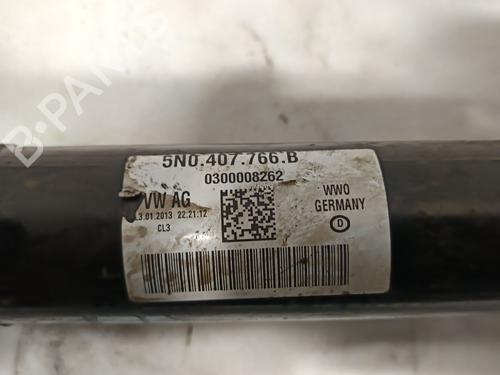 5N0.407.766.B
0300008262
VW AG
3.01.2013 22:21:12
CL3
WWO
GERMANY
D
B-PARTS